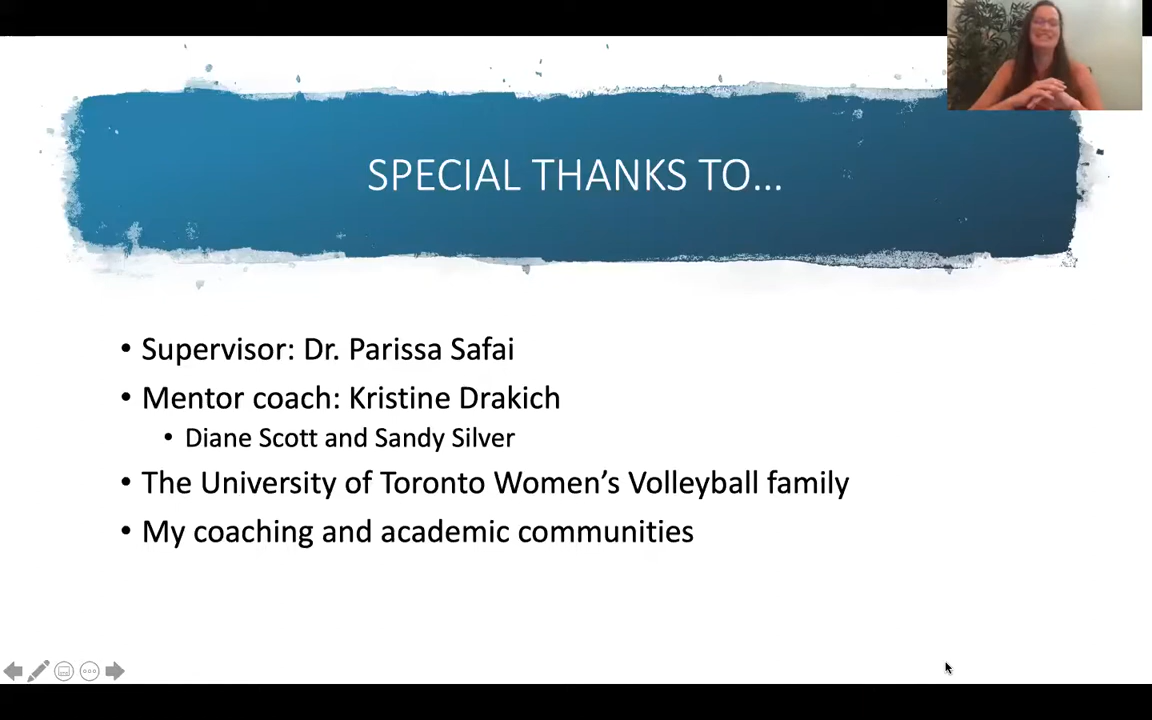 SPECIAL THANKS TO…
• Supervisor: Dr. Parissa Safai
• Mentor coach: Kristine Drakich
• Diane Scott and Sandy Silver
• The University of Toronto Women’s Volleyball family
• My coaching and academic communities